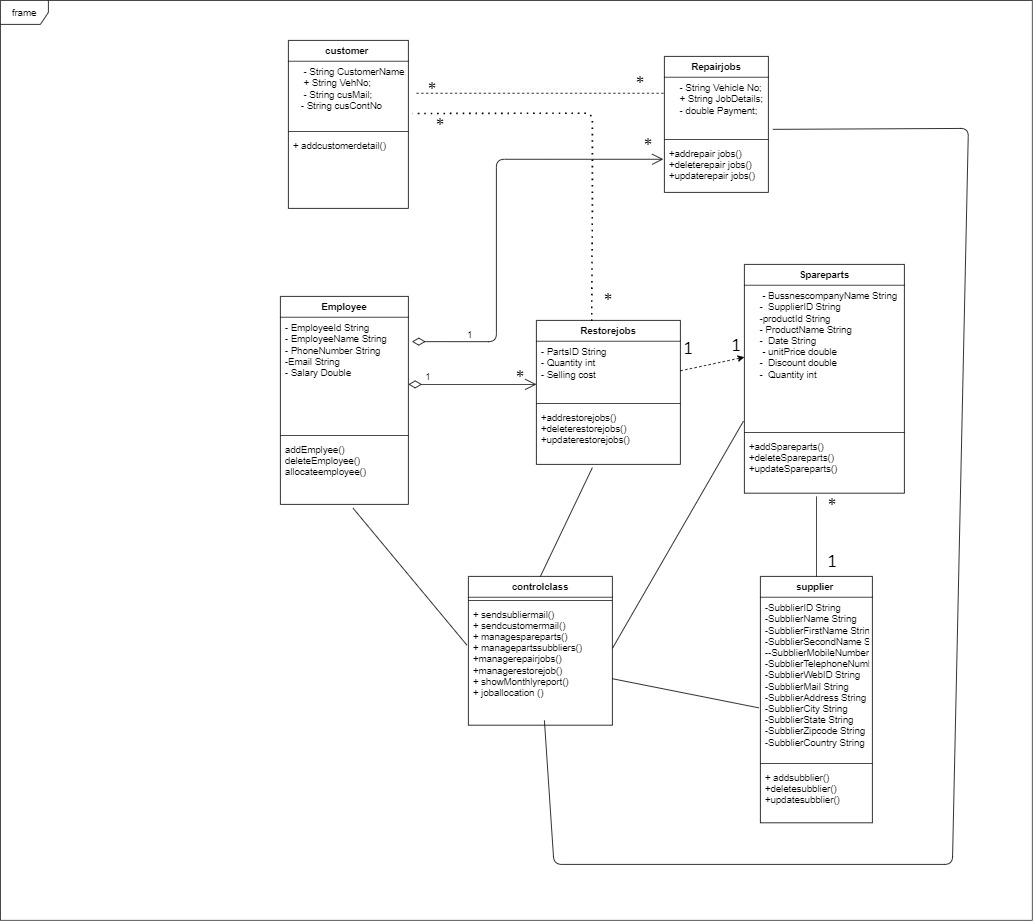 frame
customer
- String CustomerName
+ String VehNo;
- String cusMail;
- String cusContNo
+ addcustomerdetail()
*
*
*
Repairjobs
- String Vehicle No;
+ String JobDetails;
- double Payment;
+addrepair jobs()
+deleterepair jobs()
+updaterepair jobs()
*
Employee
- EmployeeId String
- EmployeeName String
- PhoneNumber String
-Email String
- Salary Double
addEmplyee()
deleteEmployee()
allocateemployee()
1
1
*
*
Restorejobs
- PartsID String
- Quantity int
- Selling cost
+addrestorejobs()
+deleterestorejobs()
+updaterestorejobs()
1
1
Spareparts
- BussnescompanyName String
- SupplierID String
-productId String
- ProductName String
- Date String
- unitPrice double
- Discount double
- Quantity int
+addSpareparts()
+deleteSpareparts()
+updateSpareparts()
*
1
controlclass
+ sendsubliermail()
+ sendcustomermail()
+ managespareparts()
+ managepartssubbliers()
+managerepairjobs()
+managerestorejob()
+ showMonthlyreport()
+ joballocation ()
supplier
-SubblierID String
-SubblierName String
-SubblierFirstName Strin
-SubblierSecondName S
--SubblierMobileNumber
-SubblierTelephoneNum
-SubblierWebID String
-SubblierMail String
-SubblierAddress String
-SubblierCity String
-SubblierState String
-SubblierZipcode String
-SubblierCountry String
+ addsubblier()
+deletesubblier()
+updatesubblier()